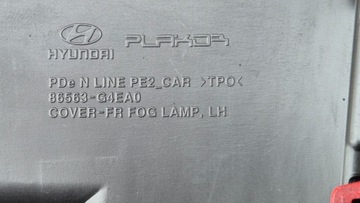 HYUNDAI PLAKOR
PDe N LINE PE2_CAR >TPO<
86563-G4EA0
COVER-FR FOG LAMP, LH